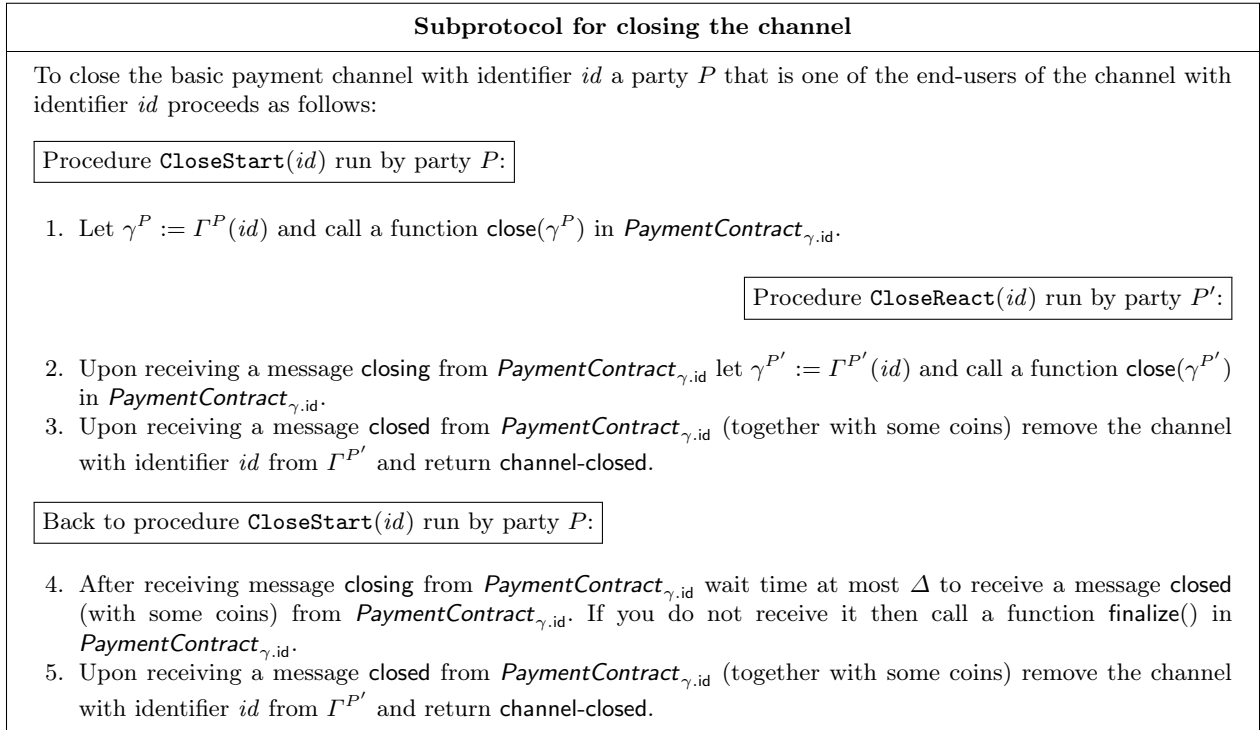 Subprotocol for closing the channel
To close the basic payment channel with identifier id a party P that is one of the end-users of the channel with
identifier id proceeds as follows:
Procedure CloseStart(id) run by party P:
1. Let γ^P := Γ^P(id) and call a function close(γ^P) in PaymentContract_γ.id.
Procedure CloseReact(id) run by party P′:
2. Upon receiving a message closing from PaymentContract_γ.id let γ^P′ := Γ^P′(id) and call a function close(γ^P′)
in PaymentContract_γ.id.
3. Upon receiving a message closed from PaymentContract_γ.id (together with some coins) remove the channel
with identifier id from Γ^P′ and return channel-closed.
Back to procedure CloseStart(id) run by party P:
4. After receiving message closing from PaymentContract_γ.id wait time at most Δ to receive a message closed
(with some coins) from PaymentContract_γ.id. If you do not receive it then call a function finalize() in
PaymentContract_γ.id.
5. Upon receiving a message closed from PaymentContract_γ.id (together with some coins) remove the channel
with identifier id from Γ^P′ and return channel-closed.